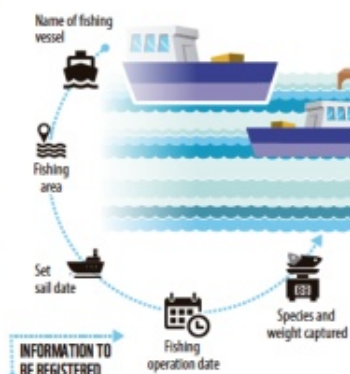 Name of fishing
vessel
Fishing
area
Set
sail date
Fishing
operation date
Species and
weight captured
INFORMATION TO
BE REGISTERED